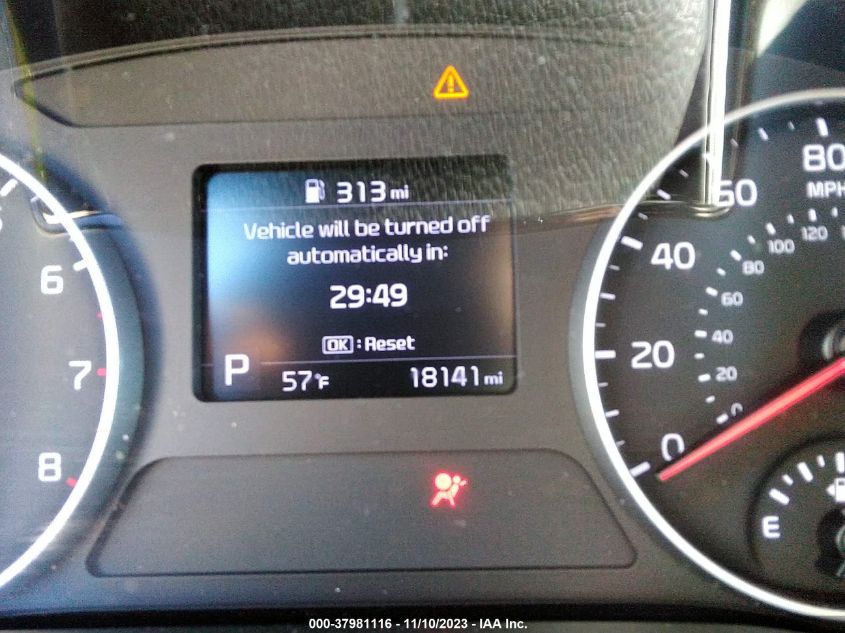 313 mi
Vehicle will be turned off
automatically in:
29:49
OK : Reset
P 57°F 18141 mi
6
7
8
80
MPH
60
40
20
0
120
100
80
60
40
20
0
E
000-37981116 - 11/10/2023 - IAA Inc.